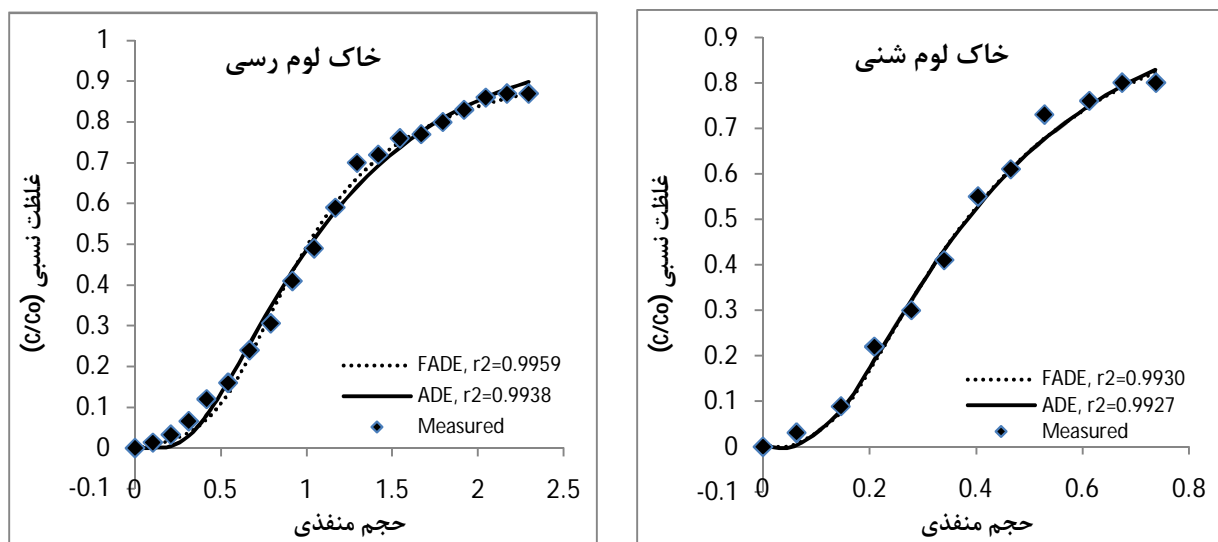 خاک لوم رسی
1
0.9
0.8
0.7
0.6
0.5
0.4
0.3
0.2
0.1
0
-0.1
غلظت نسبی (C/Co)
FADE, r2=0.9959
ADE, r2=0.9938
Measured
0 0.5 1 1.5 2 2.5
حجم منفذی
خاک لوم شنی
0.9
0.8
0.7
0.6
0.5
0.4
0.3
0.2
0.1
0
-0.1
غلظت نسبی (C/Co)
FADE, r2=0.9930
ADE, r2=0.9927
Measured
0 0.2 0.4 0.6 0.8
حجم منفذی